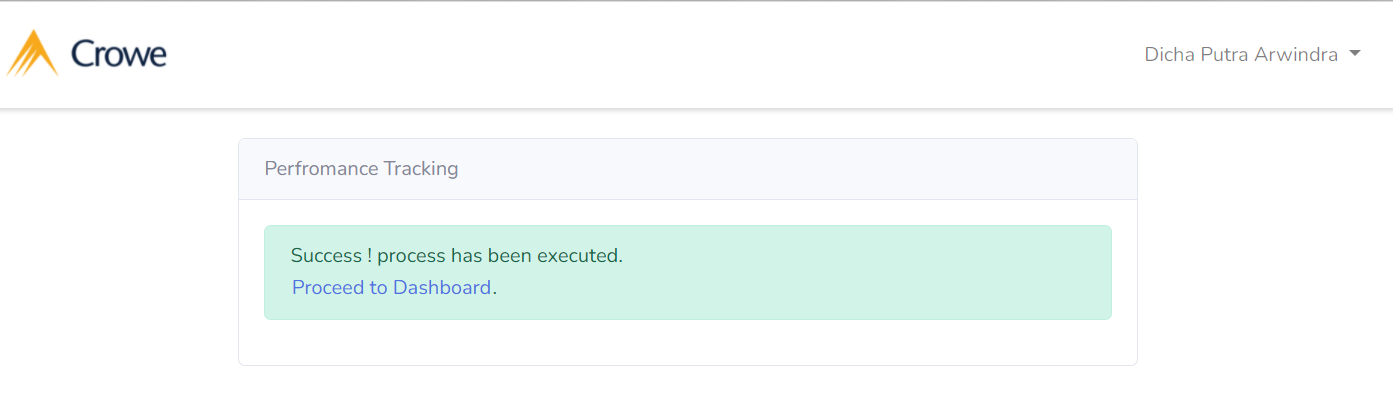 Crowe
Dicha Putra Arwindra
Perfromance Tracking
Success ! process has been executed.
Proceed to Dashboard.